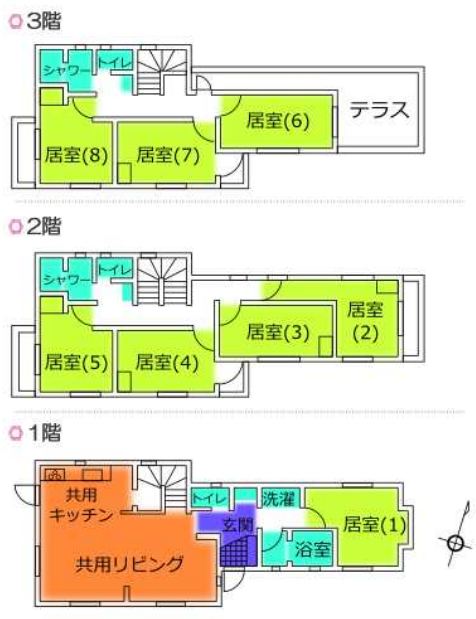 3階
シャワー
トイレ
居室(8)
居室(7)
居室(6)
テラス
2階
シャワー
トイレ
居室(5)
居室(4)
居室(3)
居室
(2)
1階
共用
キッチン
トイレ
洗濯
玄関
居室(1)
浴室
共用リビング